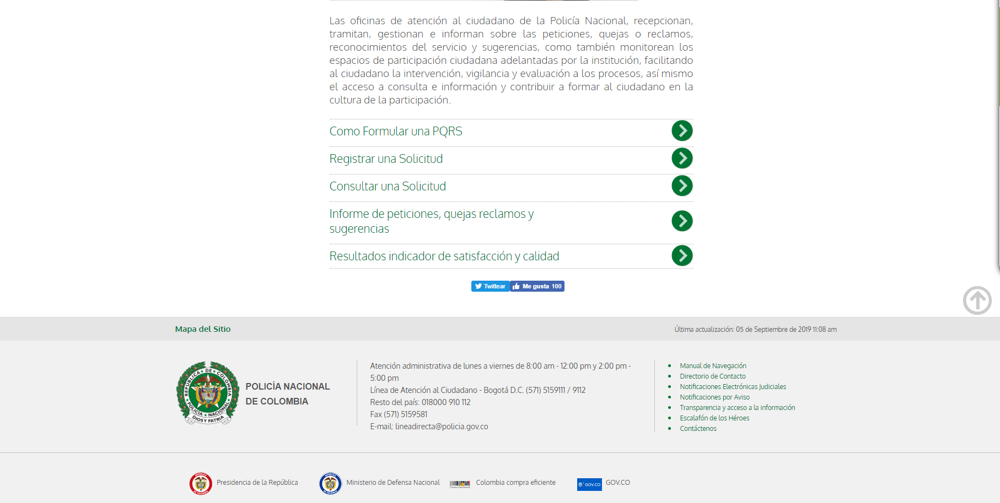 Las oficinas de atención al ciudadano de la Policía Nacional, recepcionan,
tramitan, gestionan e informan sobre las peticiones, quejas o reclamos,
reconocimientos del servicio y sugerencias, como también monitorean los
espacios de participación ciudadana adelantadas por la institución, facilitando
al ciudadano la intervención, vigilancia y evaluación a los procesos, así mismo
el acceso a consulta e información y contribuir a formar al ciudadano en la
cultura de la participación.
Como Formular una PQRS
Registrar una Solicitud
Consultar una Solicitud
Informe de peticiones, quejas reclamos y
sugerencias
Resultados indicador de satisfacción y calidad
Twittear
Me gusta 100
Mapa del Sitio
Última actualización: 05 de Septiembre de 2019 11:08 am
REPÚBLICA DE COLOMBIA
POLICÍA NACIONAL
DIOS Y PATRIA
POLICÍA NACIONAL
DE COLOMBIA
Atención administrativa de lunes a viernes de 8:00 am - 12:00 pm y 2:00 pm -
5:00 pm
Línea de Atención al Ciudadano - Bogotá D.C. (571) 5159111 / 9112
Resto del país: 018000 910 112
Fax (571) 5159581
E-mail: lineadirecta@policia.gov.co
Manual de Navegación
Directorio de Contacto
Notificaciones Electrónicas Judiciales
Notificaciones por Aviso
Transparencia y acceso a la información
Escalafón de los Héroes
Contáctenos
Presidencia de la República
Ministerio de Defensa Nacional
Colombia compra eficiente
GOV.CO
GOV.CO